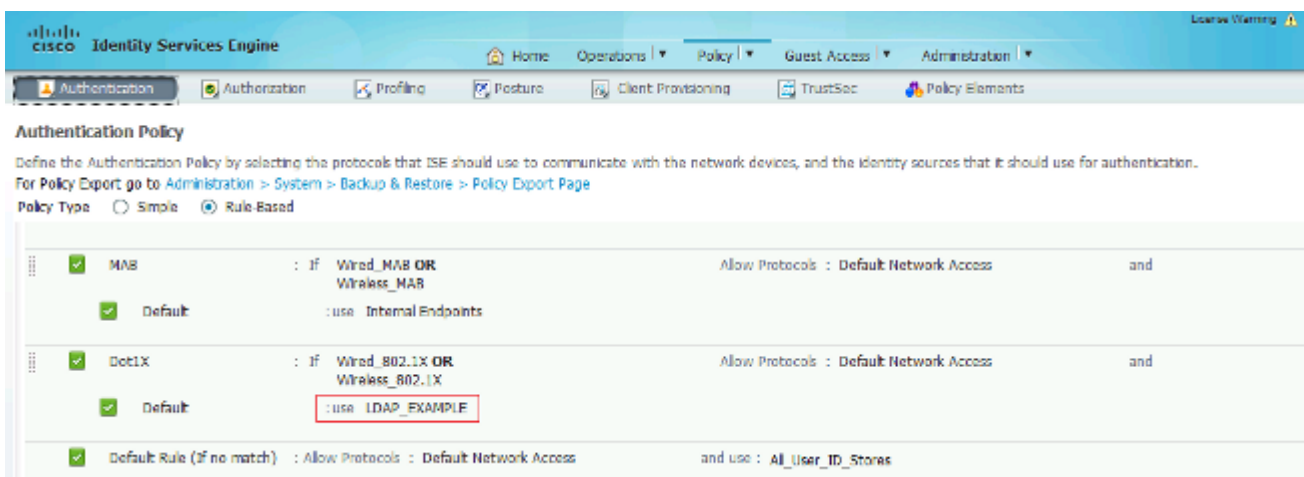 License Warning
cisco Identity Services Engine
Home Operations Policy Guest Access Administration
Authentication Authorization Profiling Posture Client Provisioning TrustSec Policy Elements
Authentication Policy
Define the Authentication Policy by selecting the protocols that ISE should use to communicate with the network devices, and the identity sources that it should use for authentication.
For Policy Export go to Administration > System > Backup & Restore > Policy Export Page
Policy Type Simple Rule-Based
MAB : If Wired_MAB OR Allow Protocols : Default Network Access and
Wireless_MAB
Default : use Internal Endpoints
Dot1X : If Wired_802.1X OR Allow Protocols : Default Network Access and
Wireless_802.1X
Default : use LDAP_EXAMPLE
Default Rule (If no match) : Allow Protocols : Default Network Access and use : All_User_ID_Stores